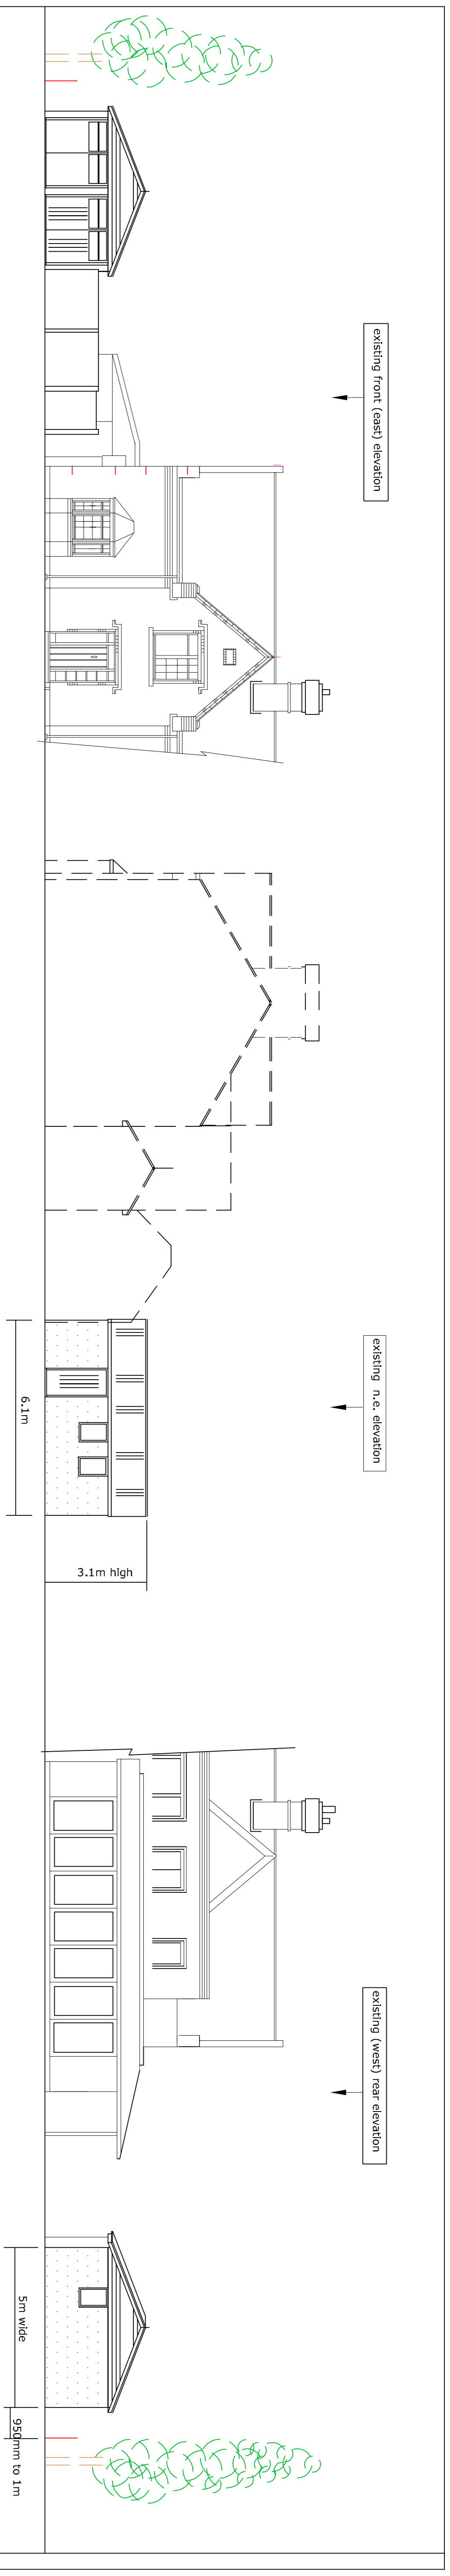 existing front (east) elevation
existing n.e. elevation
6.1m
3.1m high
existing (west) rear elevation
5m wide
950mm to 1m